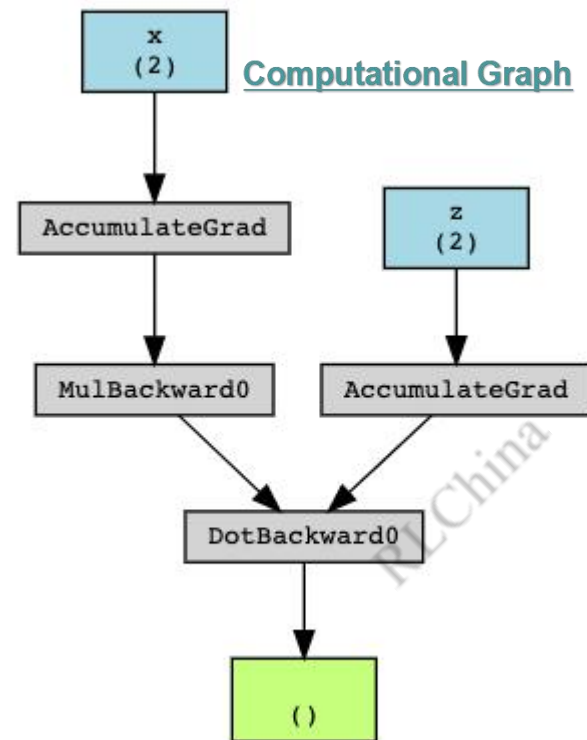 x
(2)
Computational Graph
AccumulateGrad
z
(2)
MulBackward0
AccumulateGrad
RLChina
DotBackward0
()